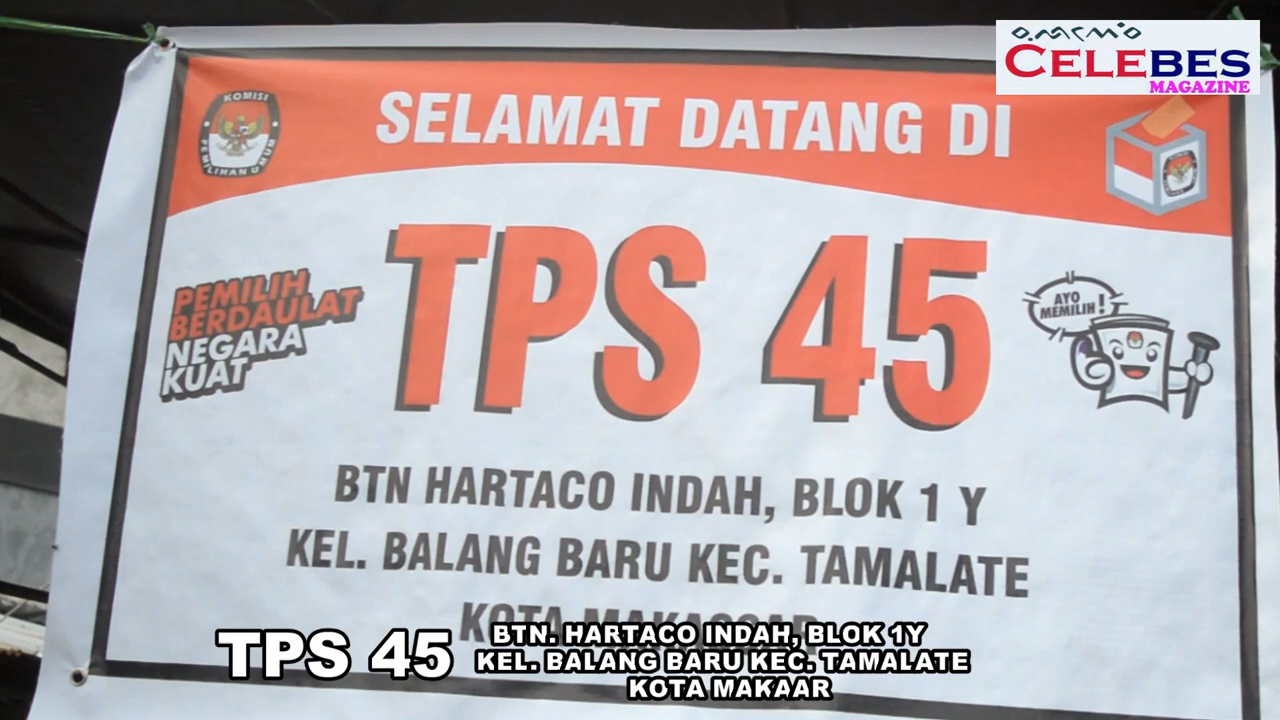 CELEBES
MAGAZINE
KOMISI
PEMILIHAN UMUM
SELAMAT DATANG DI
TPS 45
PEMILIH
BERDAULAT
NEGARA
KUAT
AYO
MEMILIH!
BTN HARTACO INDAH, BLOK 1 Y
KEL. BALANG BARU KEC. TAMALATE
KOTA MAKASSAR
TPS 45
BTN. HARTACO INDAH, BLOK 1Y
KEL. BALANG BARU KEC. TAMALATE
KOTA MAKAAR